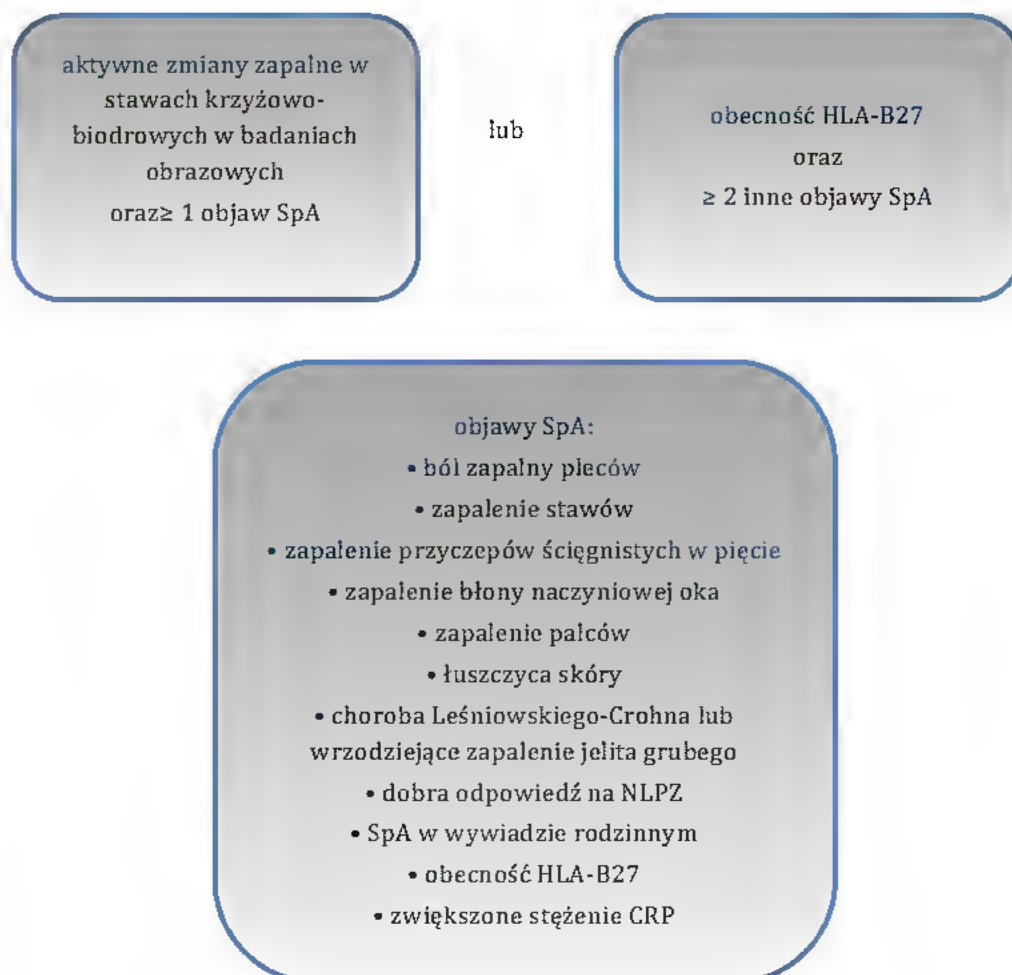 aktywne zmiany zapalne w
stawach krzyżowo-
biodrowych w badaniach
obrazowych
oraz≥ 1 objaw SpA
lub
obecność HLA-B27
oraz
≥ 2 inne objawy SpA
objawy SpA:
• ból zapalny pleców
• zapalenie stawów
• zapalenie przyczepów ścięgnistych w pięcie
• zapalenie błony naczyniowej oka
• zapalenie palców
• łuszczyca skóry
• choroba Leśniowskiego-Crohna lub
wrzodziejące zapalenie jelita grubego
• dobra odpowiedź na NLPZ
• SpA w wywiadzie rodzinnym
• obecność HLA-B27
• zwiększone stężenie CRP